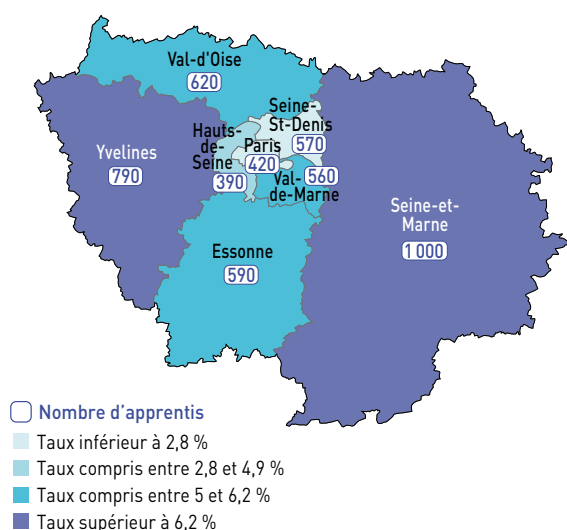 Val-d'Oise
620
Seine-
St-Denis
570
Hauts-
de-
Seine
390
Paris
420
Yvelines
790
Val-
de-Marne
560
Seine-et-
Marne
1 000
Essonne
590
Nombre d'apprentis
Taux inférieur à 2,8 %
Taux compris entre 2,8 et 4,9 %
Taux compris entre 5 et 6,2 %
Taux supérieur à 6,2 %